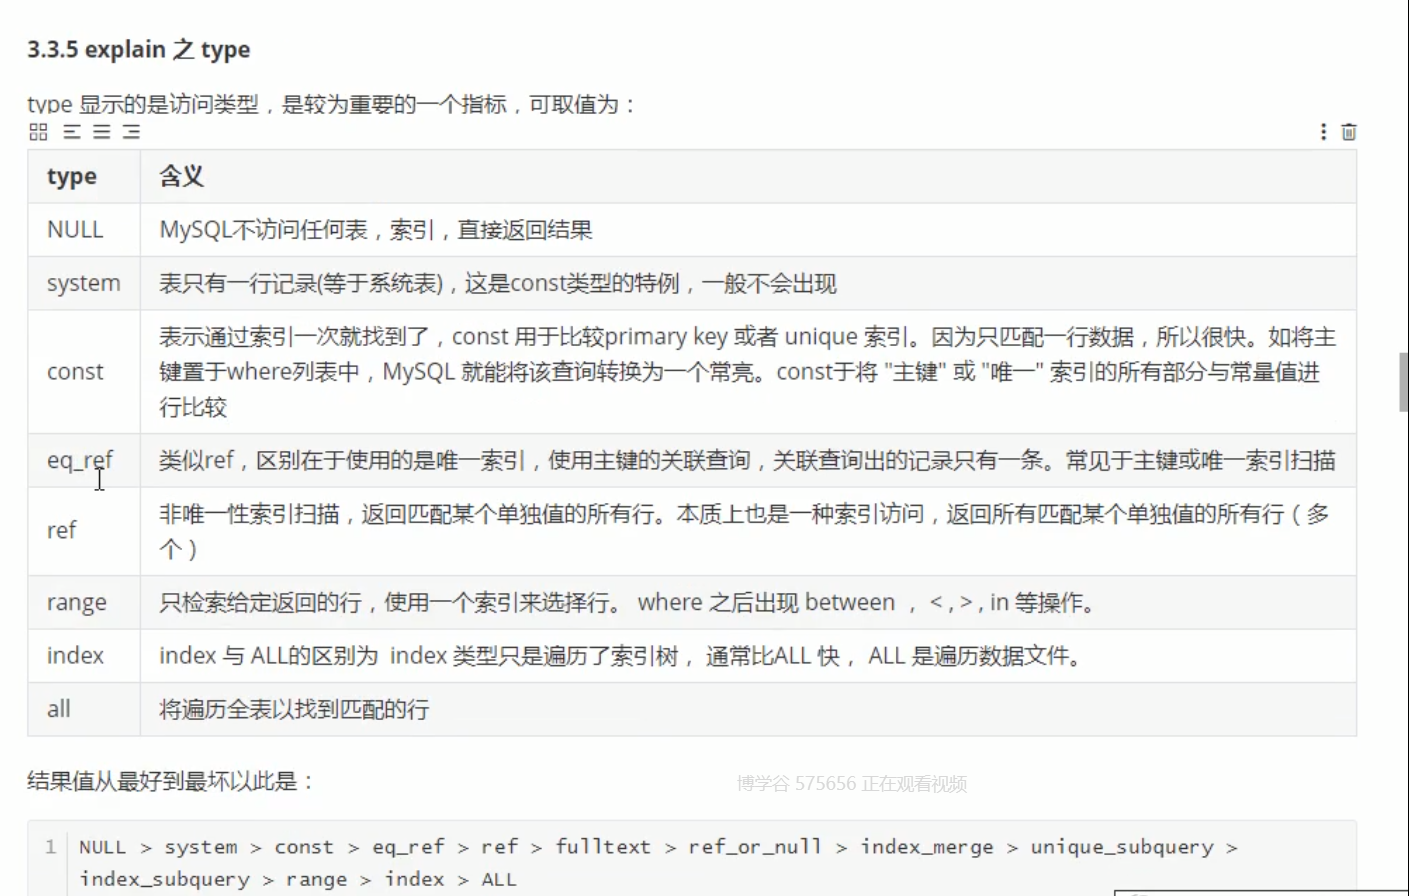 3.3.5 explain 之 type
type 显示的是访问类型，是较为重要的一个指标，可取值为：
type 含义
NULL MySQL不访问任何表，索引，直接返回结果
system 表只有一行记录(等于系统表)，这是const类型的特例，一般不会出现
const 表示通过索引一次就找到了，const 用于比较primary key 或者 unique 索引。因为只匹配一行数据，所以很快。如将主
键置于where列表中，MySQL 就能将该查询转换为一个常亮。const于将 "主键" 或 "唯一" 索引的所有部分与常量值进
行比较
eq_ref 类似ref，区别在于使用的是唯一索引，使用主键的关联查询，关联查询出的记录只有一条。常见于主键或唯一索引扫描
ref 非唯一性索引扫描，返回匹配某个单独值的所有行。本质上也是一种索引访问，返回所有匹配某个单独值的所有行（多
个）
range 只检索给定返回的行，使用一个索引来选择行。 where 之后出现 between ， < , > , in 等操作。
index index 与 ALL的区别为 index 类型只是遍历了索引树， 通常比ALL 快， ALL 是遍历数据文件。
all 将遍历全表以找到匹配的行
结果值从最好到最坏以此是：
博学谷 575656 正在观看视频
1 NULL > system > const > eq_ref > ref > fulltext > ref_or_null > index_merge > unique_subquery >
index_subquery > range > index > ALL